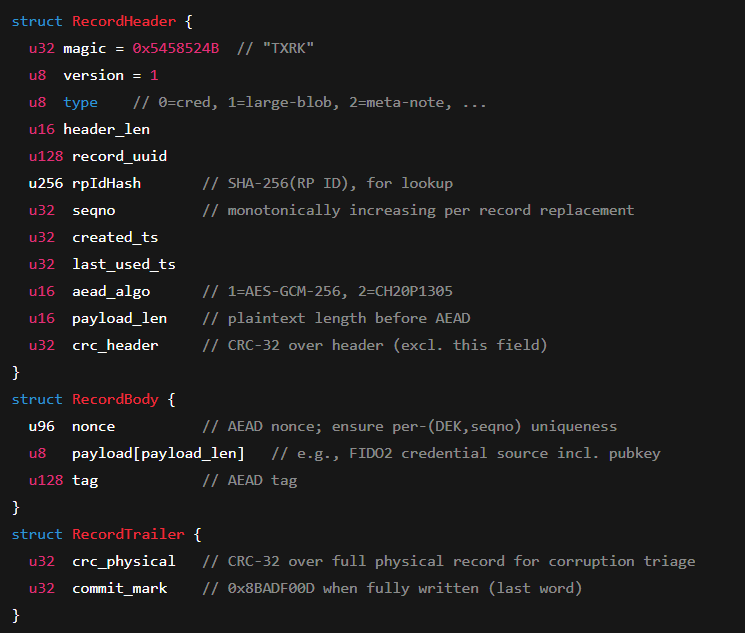 struct RecordHeader {
  u32 magic = 0x5458524B  // "TXRK"
  u8  version = 1
  u8  type    // 0=cred, 1=large-blob, 2=meta-note, ...
  u16 header_len
  u128 record_uuid
  u256 rpIdHash       // SHA-256(RP ID), for lookup
  u32  seqno          // monotonically increasing per record replacement
  u32  created_ts
  u32  last_used_ts
  u16  aead_algo      // 1=AES-GCM-256, 2=CH20P1305
  u16  payload_len    // plaintext length before AEAD
  u32  crc_header     // CRC-32 over header (excl. this field)
}
struct RecordBody {
  u96  nonce          // AEAD nonce; ensure per-(DEK,seqno) uniqueness
  u8   payload[payload_len]   // e.g., FIDO2 credential source incl. pubkey
  u128 tag            // AEAD tag
}
struct RecordTrailer {
  u32  crc_physical   // CRC-32 over full physical record for corruption triage
  u32  commit_mark    // 0x8BADF00D when fully written (last word)
}